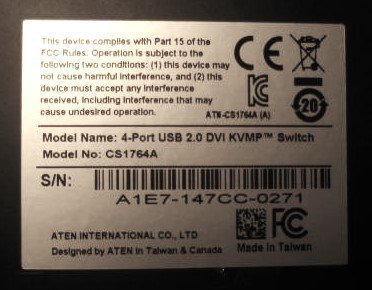 This device complies with Part 15 of the
FCC Rules. Operation is subject to the
following two conditions: (1) this device may
not cause harmful interference, and (2) this
device must accept any interference
received, including interference that may
cause undesired operation.
CE
20
ATN-CS1764A (A)
Model Name: 4-Port USB 2.0 DVI KVMP™ Switch
Model No: CS1764A
S/N:
A1E7-147CC-0271
ATEN INTERNATIONAL CO., LTD
Designed by ATEN in Taiwan & Canada
FC
Made in Taiwan